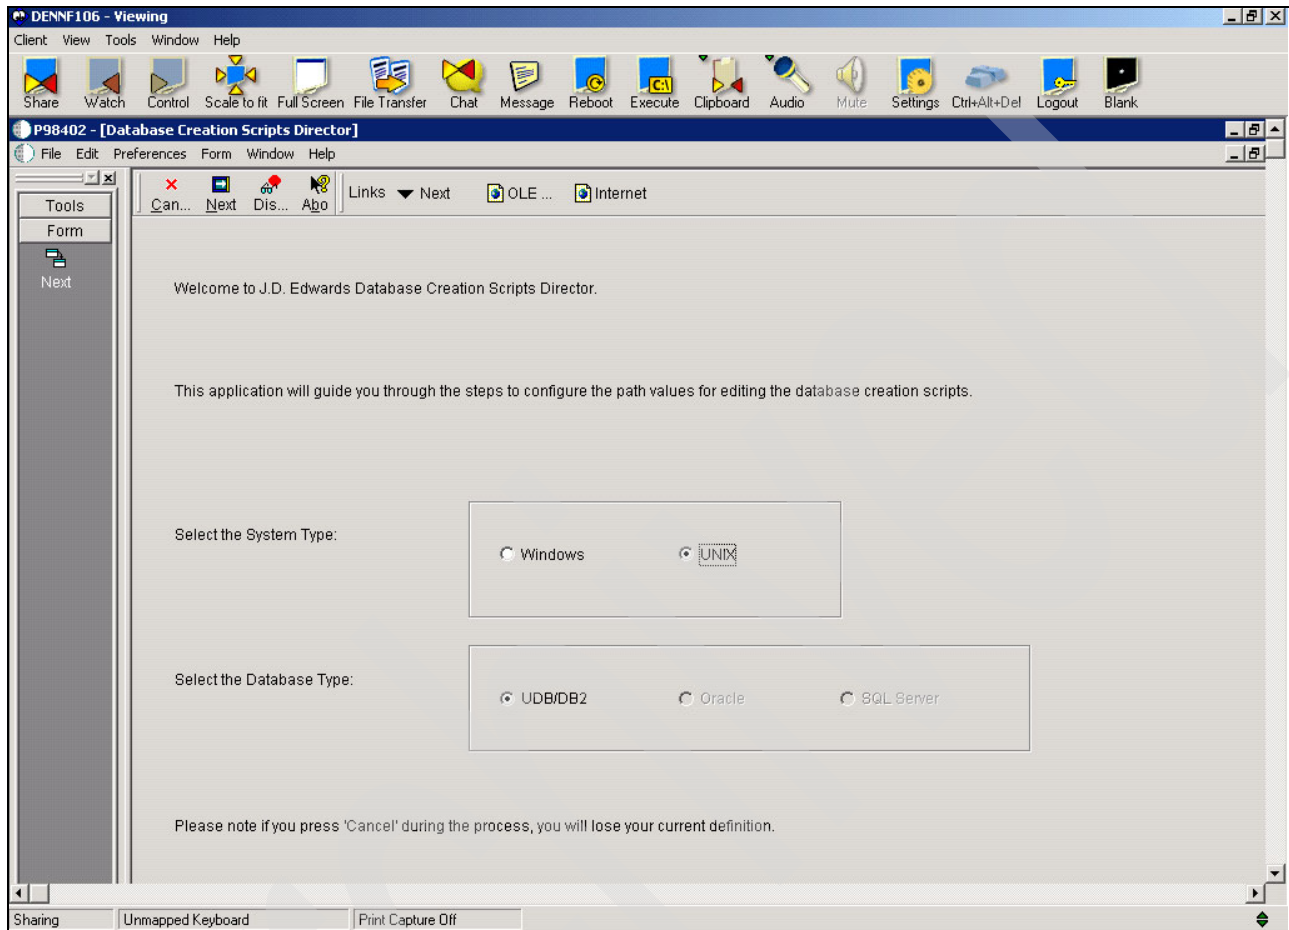 DENNF106 - Viewing
Client View Tools Window Help
Share Watch Control Scale to fit Full Screen File Transfer Chat Message Reboot Execute Clipboard Audio Mute Settings Ctrl+Alt+Del Logout Blank
P98402 - [Database Creation Scripts Director]
File Edit Preferences Form Window Help
Can... Next Dis... Abo Links Next OLE ... Internet
Tools
Form
Next
Welcome to J.D. Edwards Database Creation Scripts Director.
This application will guide you through the steps to configure the path values for editing the database creation scripts.
Select the System Type:
Windows UNIX
Select the Database Type:
UDB/DB2 Oracle SQL Server
Please note if you press 'Cancel' during the process, you will lose your current definition.
Sharing Unmapped Keyboard Print Capture Off